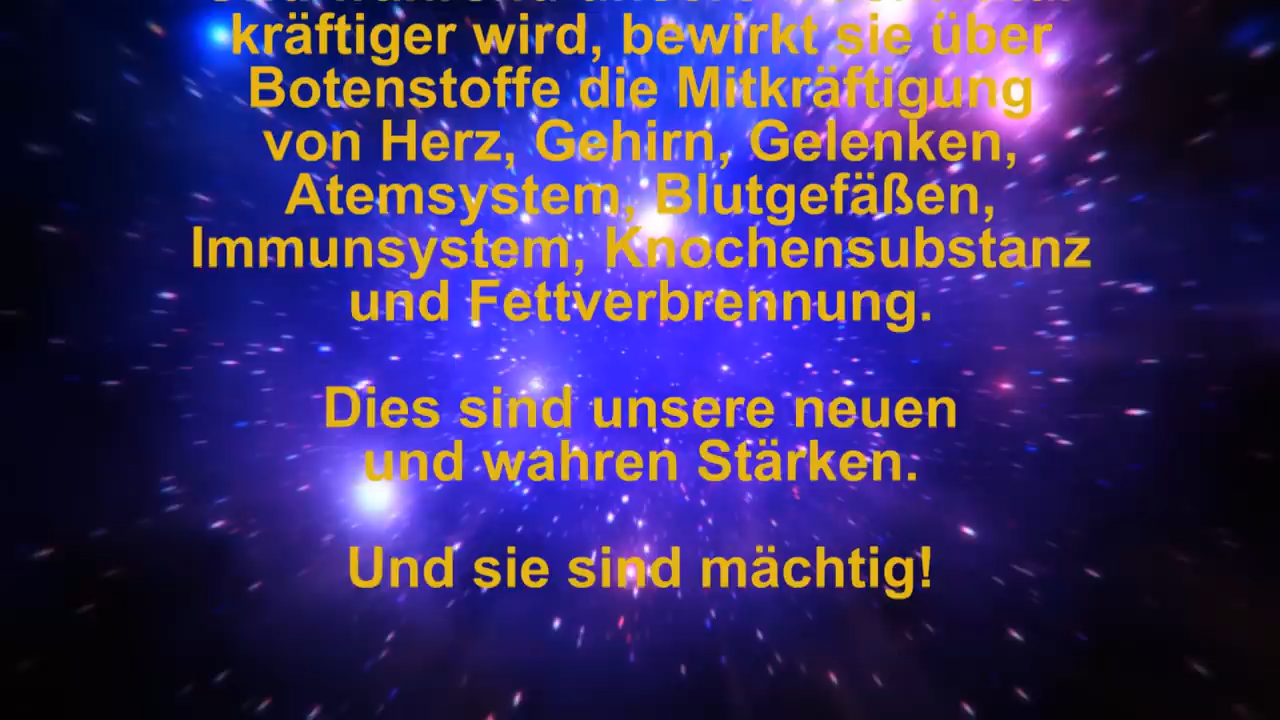 kräftiger wird, bewirkt sie über
Botenstoffe die Mitkräftigung
von Herz, Gehirn, Gelenken,
Atemsystem, Blutgefäßen,
Immunsystem, Knochensubstanz
und Fettverbrennung.
Dies sind unsere neuen
und wahren Stärken.
Und sie sind mächtig!